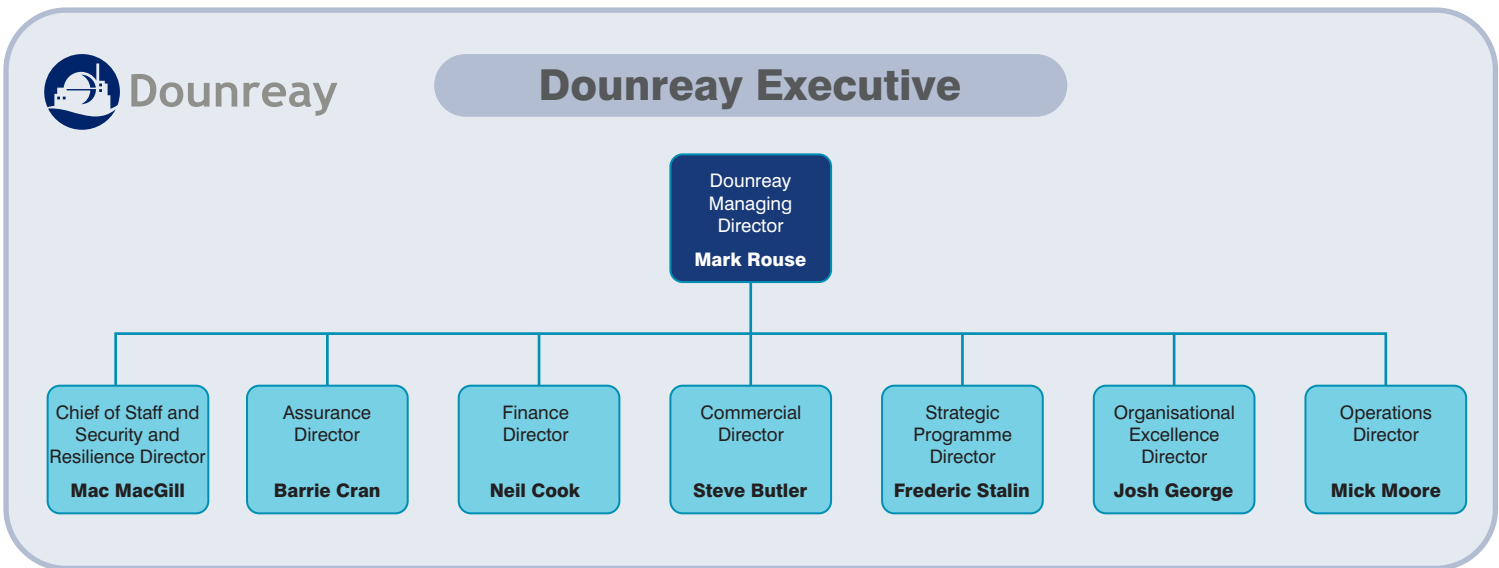 Dounreay
Dounreay Executive
Dounreay
Managing
Director
Mark Rouse
Chief of Staff and
Security and
Resilience Director
Mac MacGill
Assurance
Director
Barrie Cran
Finance
Director
Neil Cook
Commercial
Director
Steve Butler
Strategic
Programme
Director
Frederic Stalin
Organisational
Excellence
Director
Josh George
Operations
Director
Mick Moore